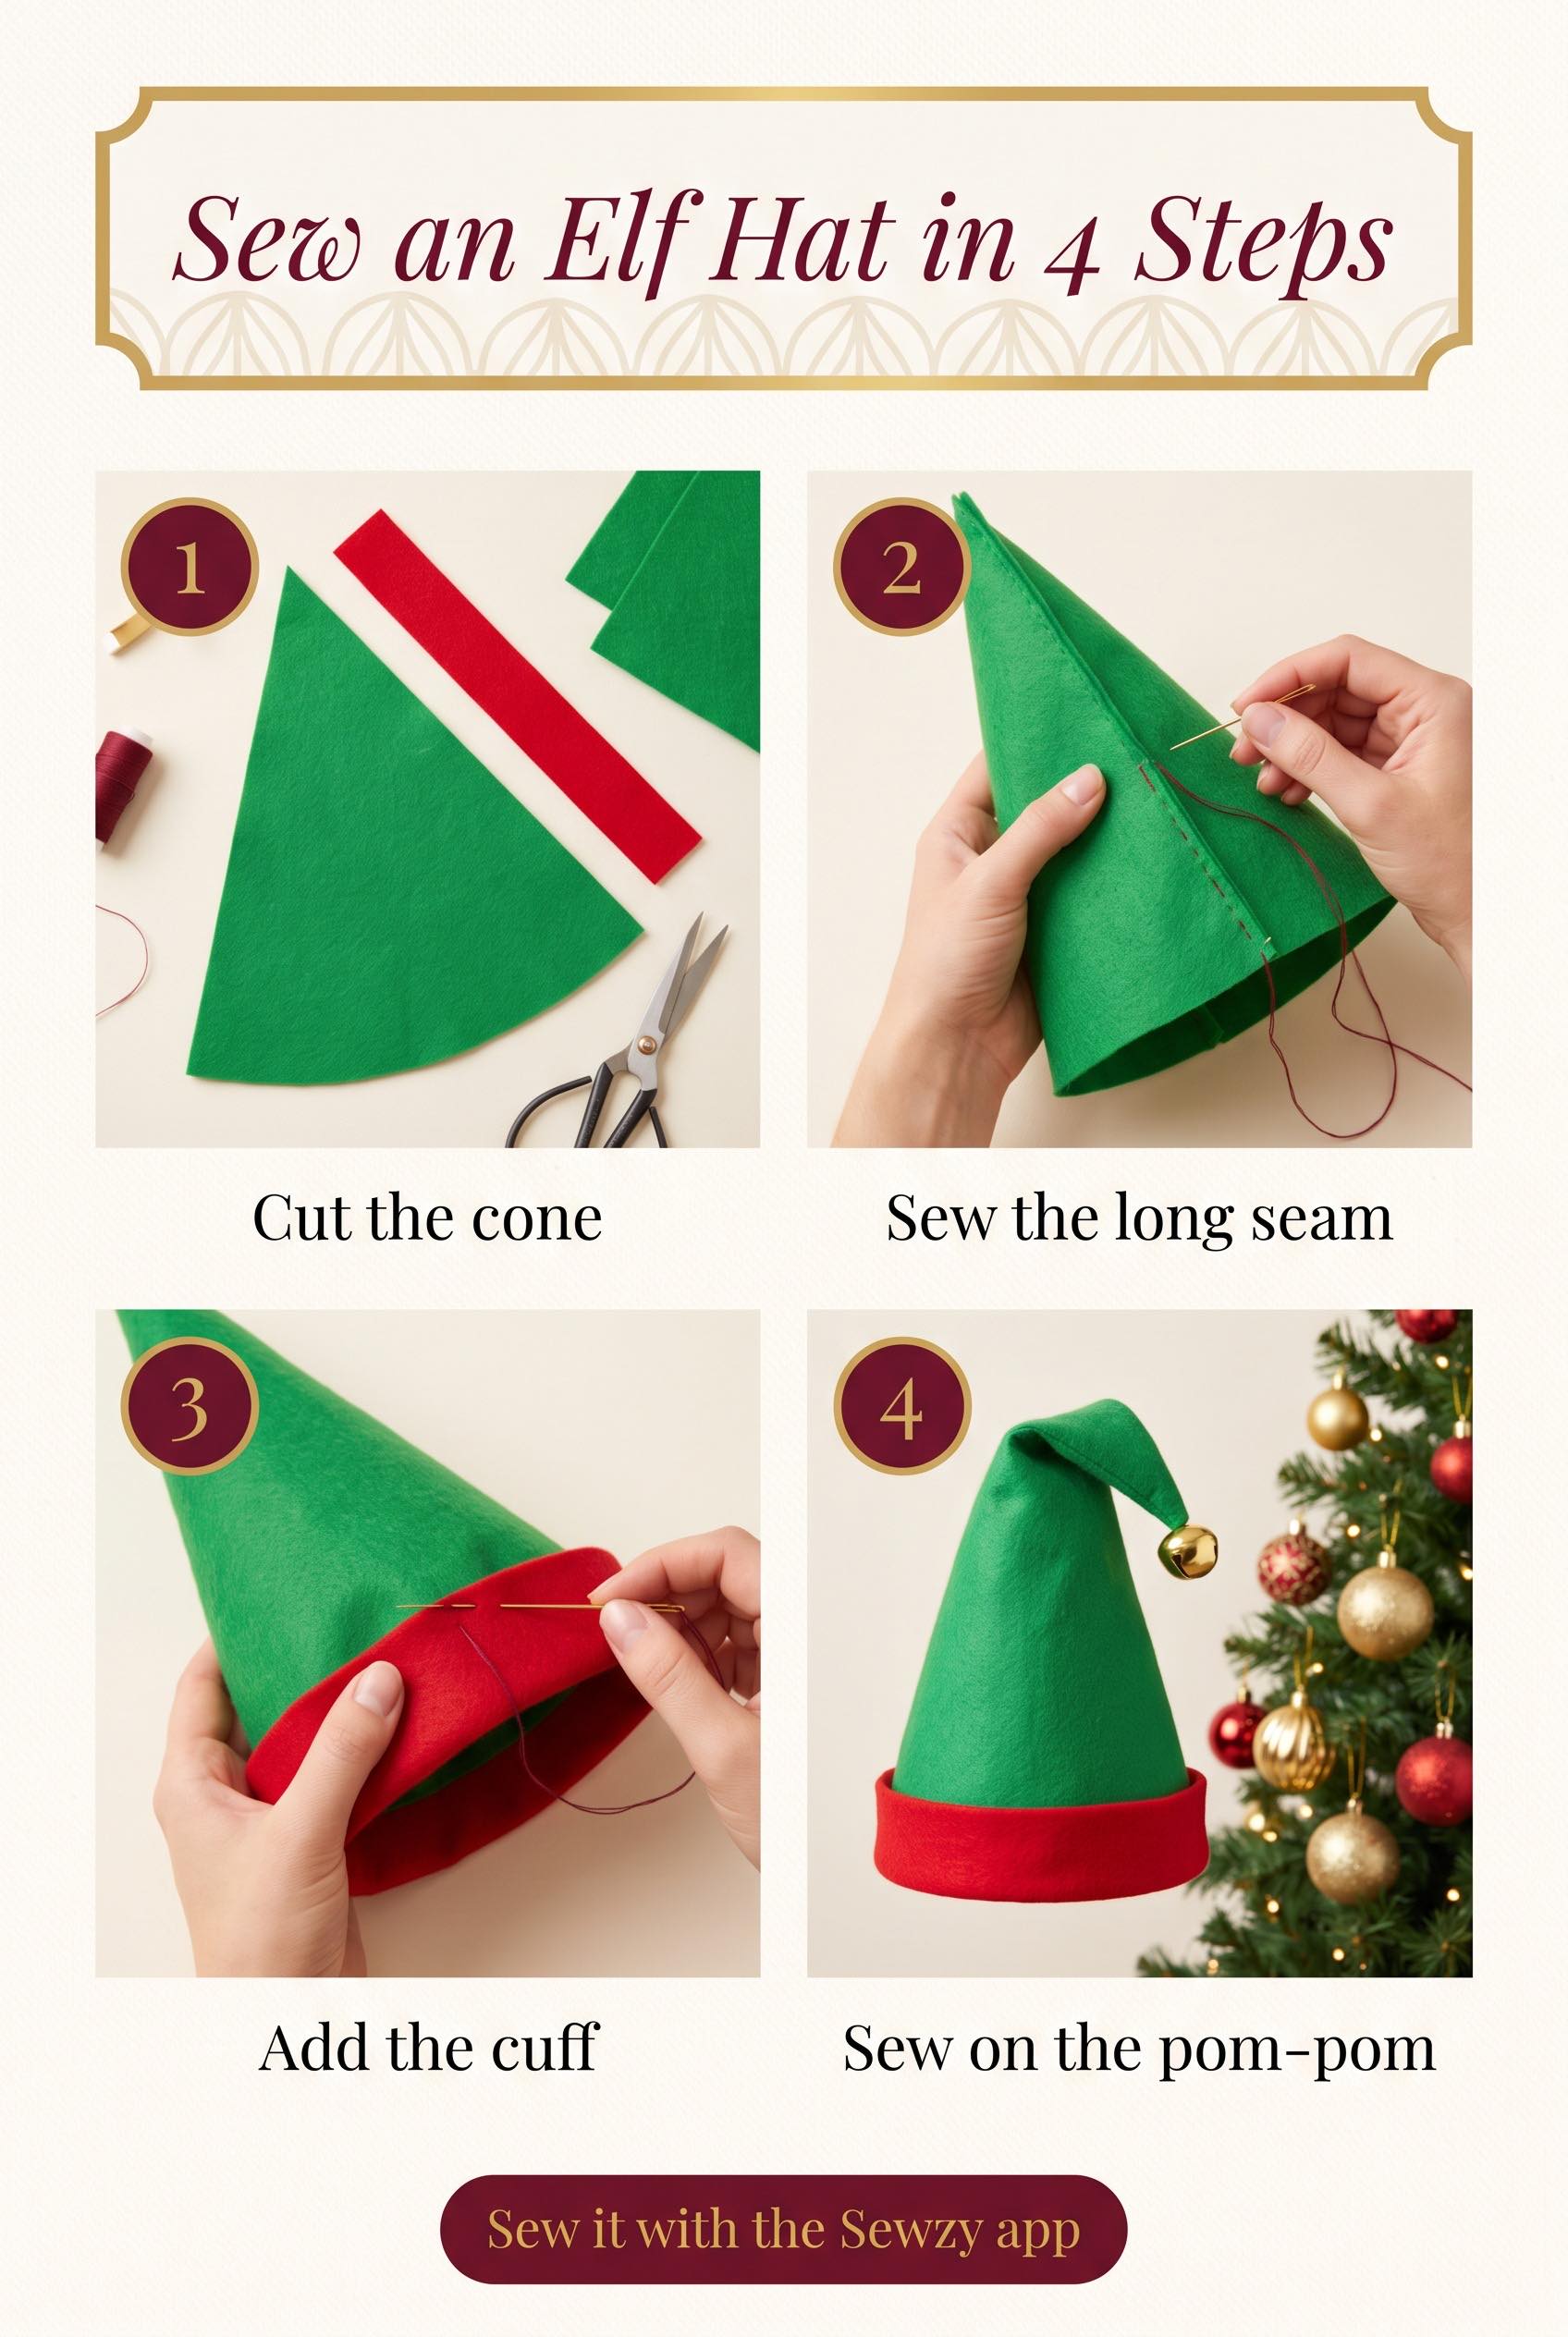 Sew an Elf Hat in 4 Steps
1
2
Cut the cone
Sew the long seam
3
4
Add the cuff
Sew on the pom-pom
Sew it with the Sewzy app